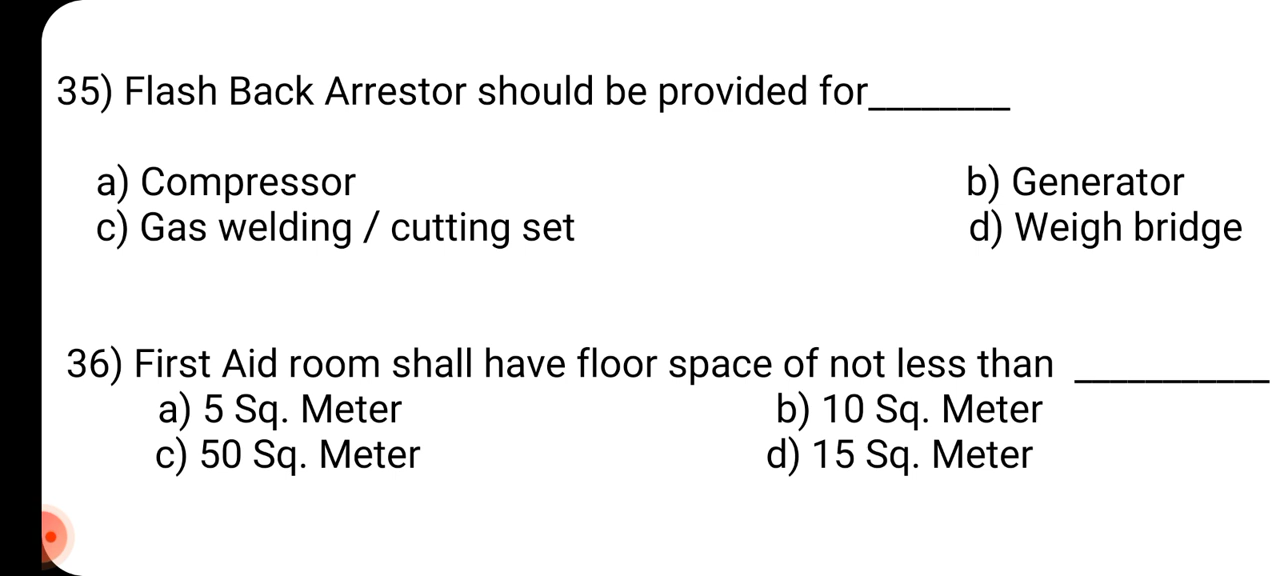 35) Flash Back Arrestor should be provided for________
a) Compressor b) Generator
c) Gas welding / cutting set d) Weigh bridge
36) First Aid room shall have floor space of not less than ___________
a) 5 Sq. Meter b) 10 Sq. Meter
c) 50 Sq. Meter d) 15 Sq. Meter